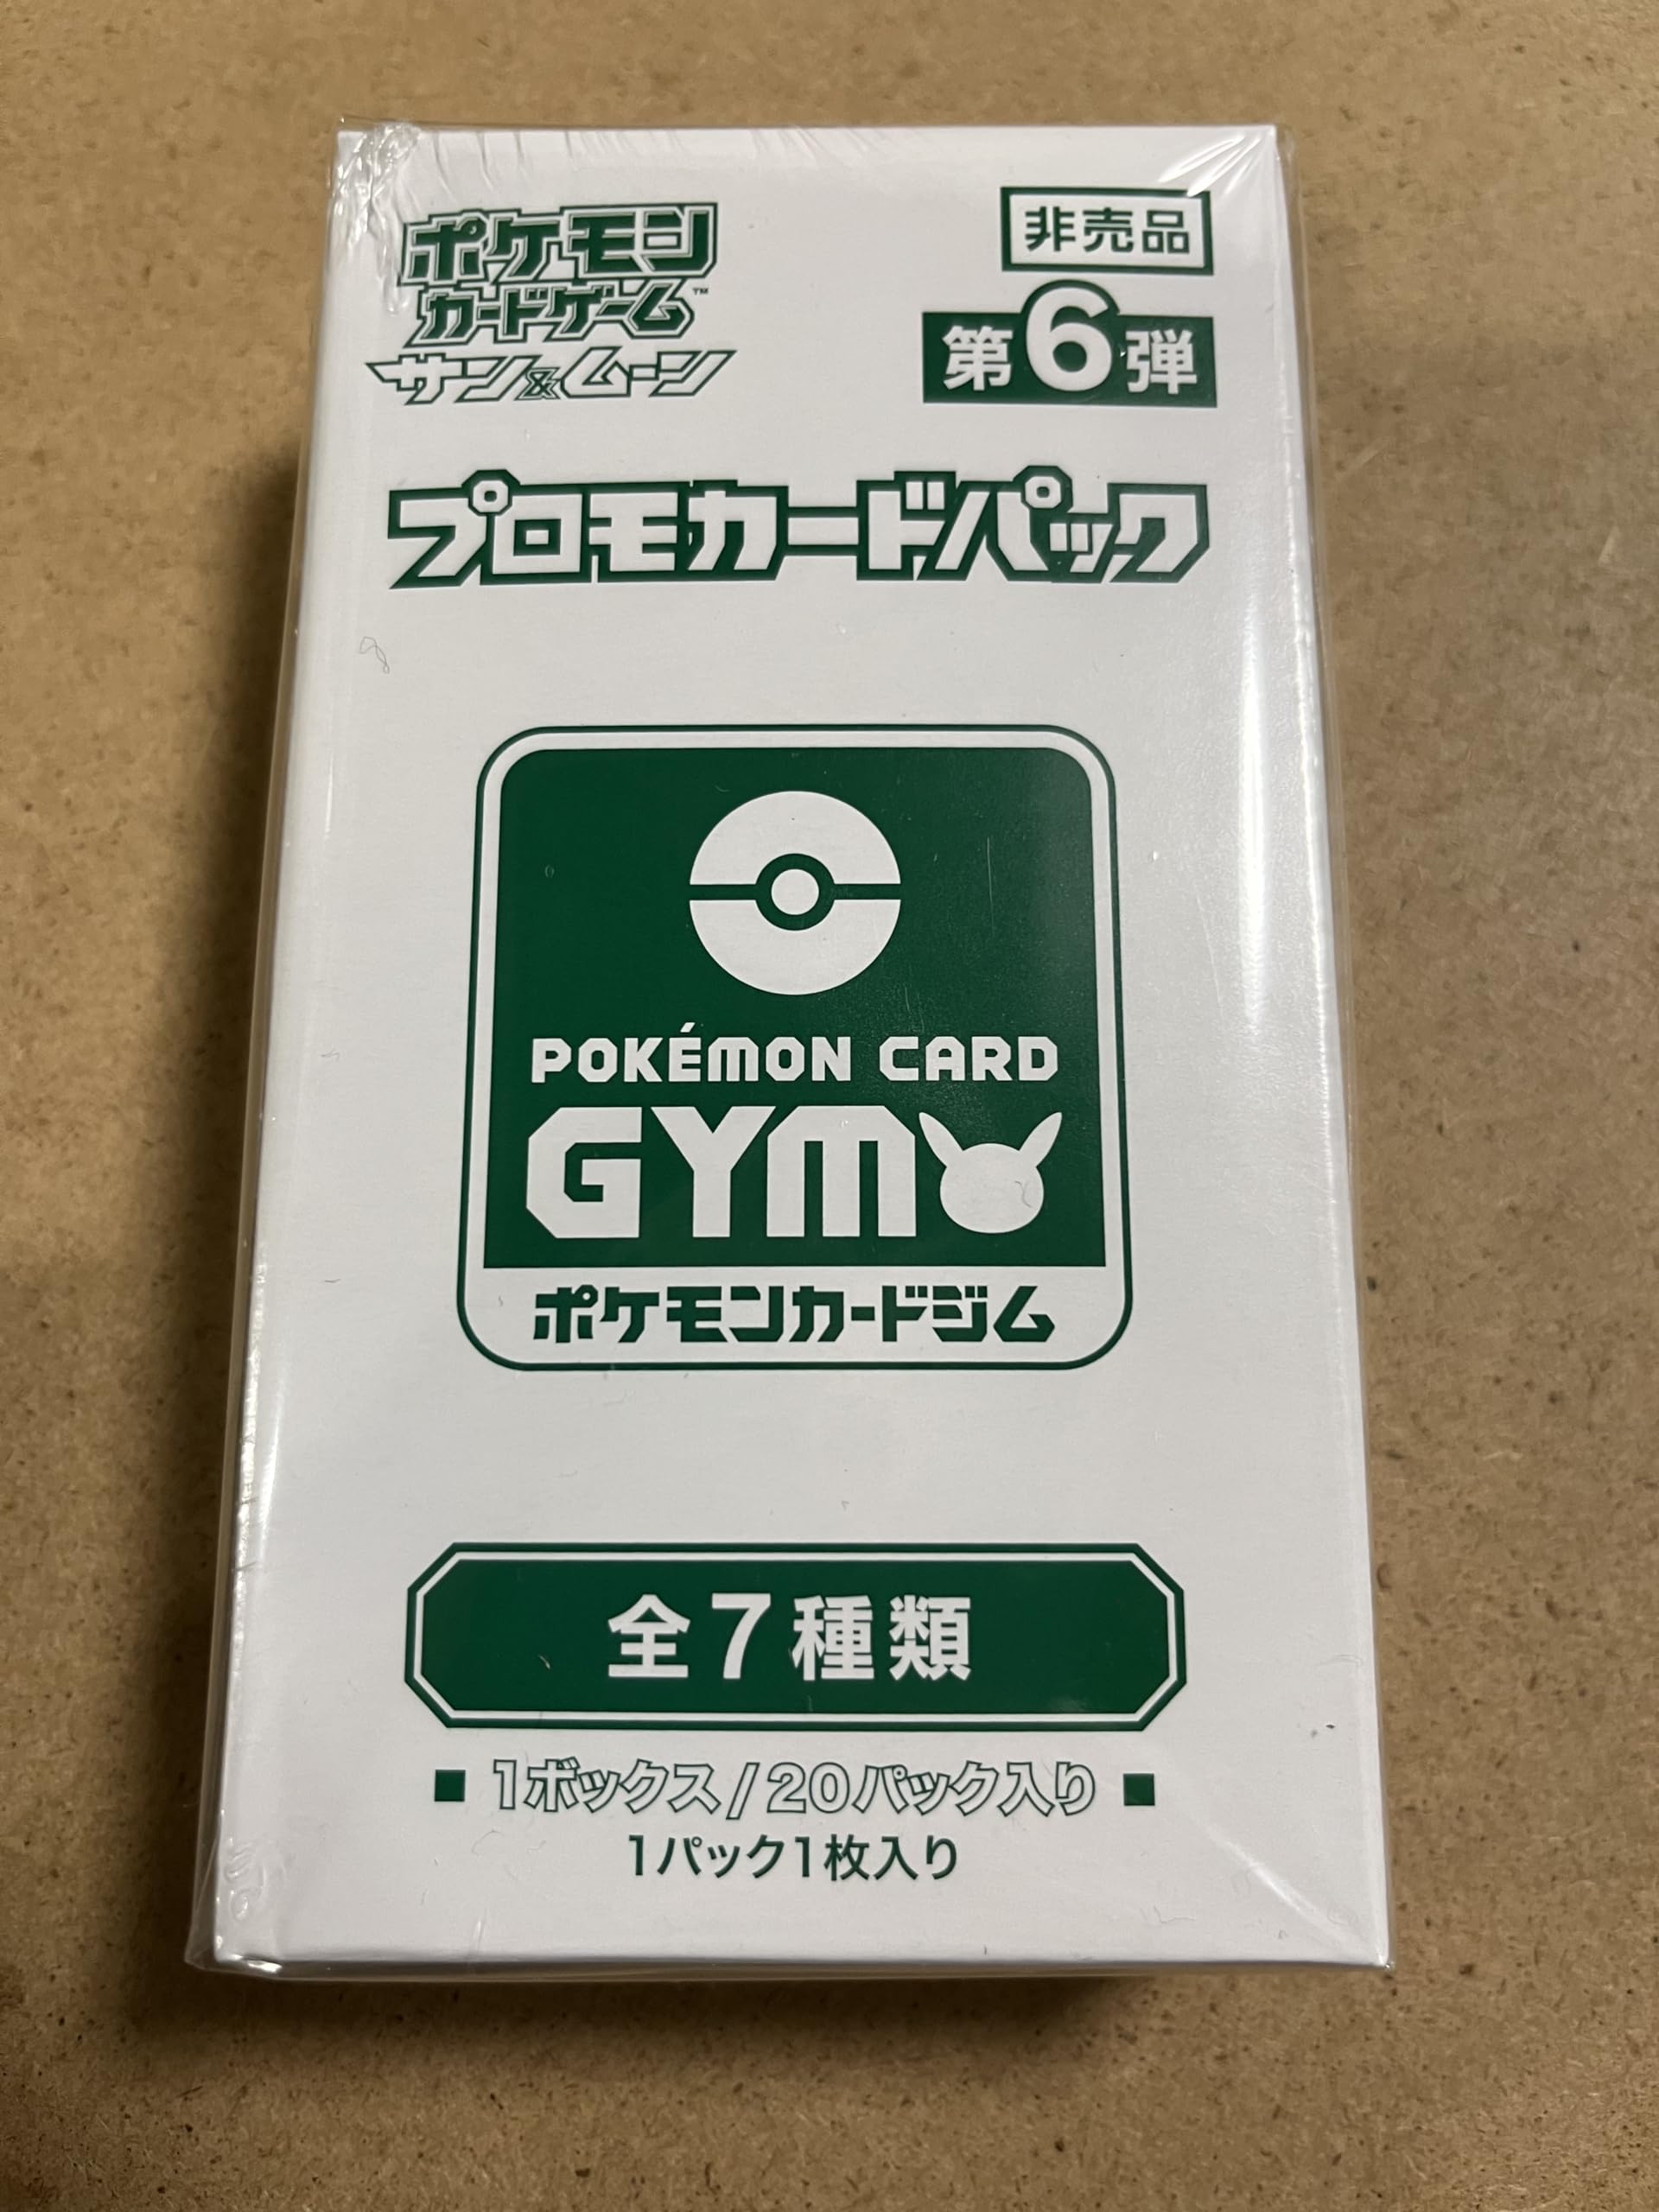 ポケモン
カードゲーム™
サン&ムーン
非売品
第6弾
プロモカードパック
POKÉMON CARD
GYM
ポケモンカードジム
全7種類
■ 1ボックス/20パック入り ■
1パック1枚入り